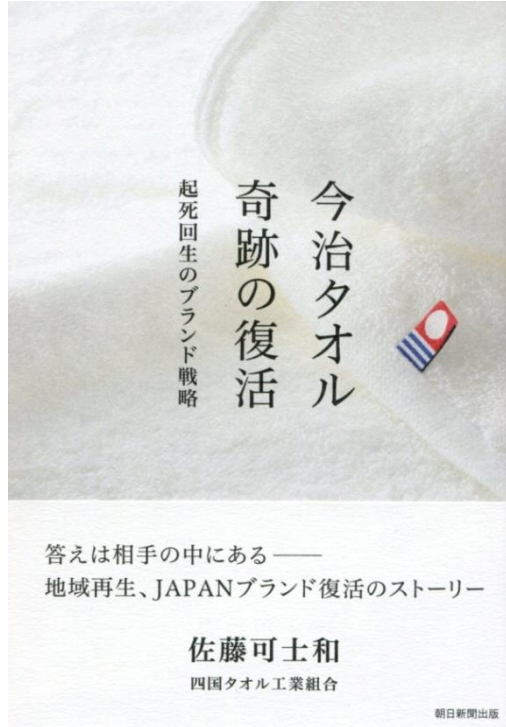 今治タオル
奇跡の復活
起死回生のブランド戦略
答えは相手の中にある――
地域再生、JAPANブランド復活のストーリー
佐藤可士和
四国タオル工業組合
朝日新聞出版